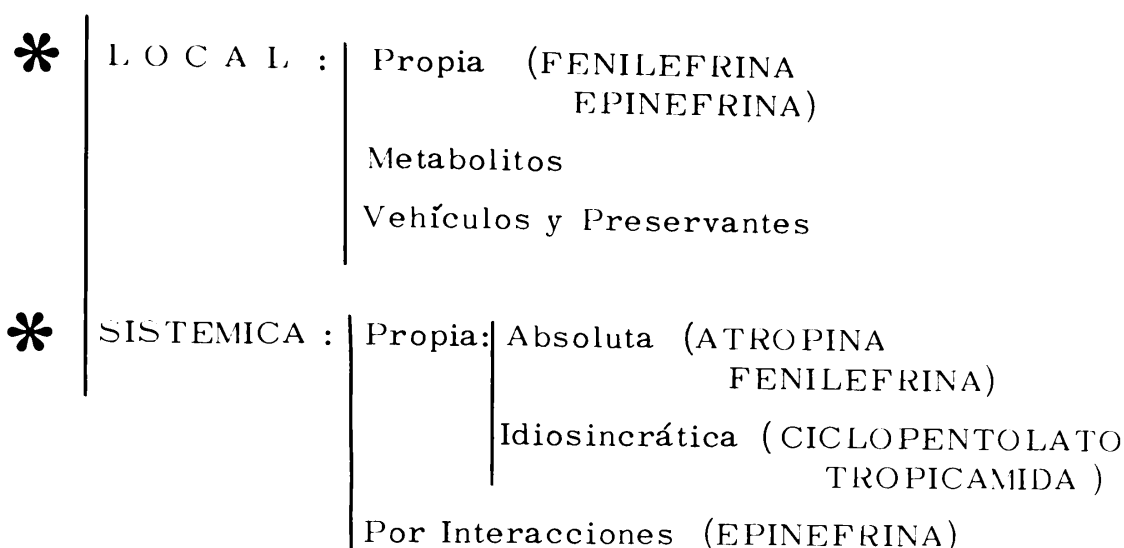 * LOCAL : Propia (FENILEFRINA
EPINEFRINA)
Metabolitos
Vehículos y Preservantes
* SISTEMICA : Propia: Absoluta (ATROPINA
FENILEFRINA)
Idiosincrática (CICLOPENTOLATO
TROPICAMIDA )
Por Interacciones (EPINEFRINA)